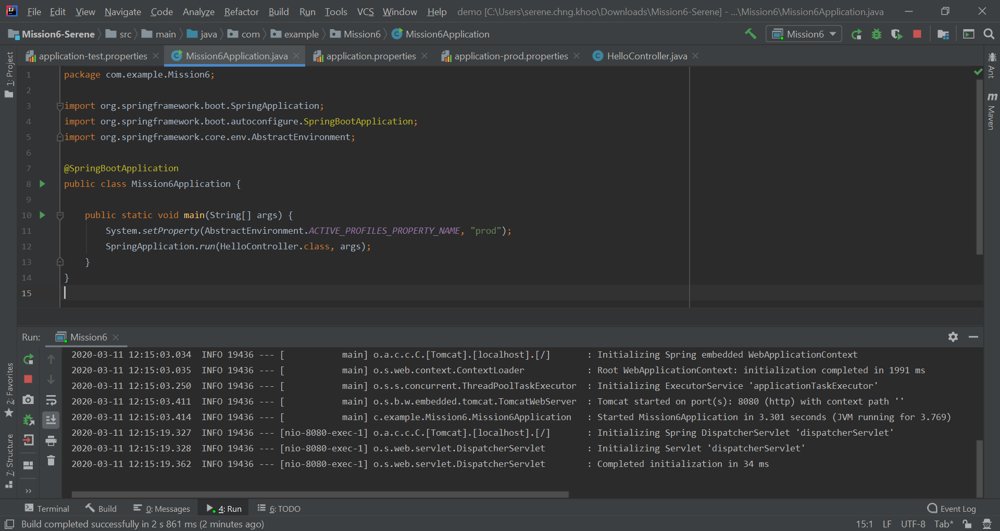 File Edit View Navigate Code Analyze Refactor Build Run Tools VCS Window Help demo [C:\Users\serene.chng.khoo\Downloads\Mission6-Serene] - ...\Mission6\Mission6Application.java
Mission6-Serene src main java com example Mission6 Mission6Application Mission6
application-test.properties Mission6Application.java application.properties application-prod.properties HelloController.java
1: Project
Ant
Maven
1 package com.example.Mission6;
2
3 import org.springframework.boot.SpringApplication;
4 import org.springframework.boot.autoconfigure.SpringBootApplication;
5 import org.springframework.core.env.AbstractEnvironment;
6
7 @SpringBootApplication
8 public class Mission6Application {
9
10 public static void main(String[] args) {
11 System.setProperty(AbstractEnvironment.ACTIVE_PROFILES_PROPERTY_NAME, "prod");
12 SpringApplication.run(HelloController.class, args);
13 }
14 }
15
Run: Mission6
2020-03-11 12:15:03.034 INFO 19436 --- [ main] o.a.c.c.C.[Tomcat].[localhost].[/] : Initializing Spring embedded WebApplicationContext
2020-03-11 12:15:03.035 INFO 19436 --- [ main] o.s.web.context.ContextLoader : Root WebApplicationContext: initialization completed in 1991 ms
2020-03-11 12:15:03.250 INFO 19436 --- [ main] o.s.s.concurrent.ThreadPoolTaskExecutor : Initializing ExecutorService 'applicationTaskExecutor'
2020-03-11 12:15:03.411 INFO 19436 --- [ main] o.s.b.w.embedded.tomcat.TomcatWebServer : Tomcat started on port(s): 8080 (http) with context path ''
2020-03-11 12:15:03.414 INFO 19436 --- [ main] c.example.Mission6.Mission6Application : Started Mission6Application in 3.301 seconds (JVM running for 3.769)
2020-03-11 12:15:19.327 INFO 19436 --- [nio-8080-exec-1] o.a.c.c.C.[Tomcat].[localhost].[/] : Initializing Spring DispatcherServlet 'dispatcherServlet'
2020-03-11 12:15:19.328 INFO 19436 --- [nio-8080-exec-1] o.s.web.servlet.DispatcherServlet : Initializing Servlet 'dispatcherServlet'
2020-03-11 12:15:19.362 INFO 19436 --- [nio-8080-exec-1] o.s.web.servlet.DispatcherServlet : Completed initialization in 34 ms
2: Favorites
7: Structure
Terminal Build 0: Messages 4: Run 6: TODO Event Log
Build completed successfully in 2 s 861 ms (2 minutes ago) 15:1 LF UTF-8 Tab*